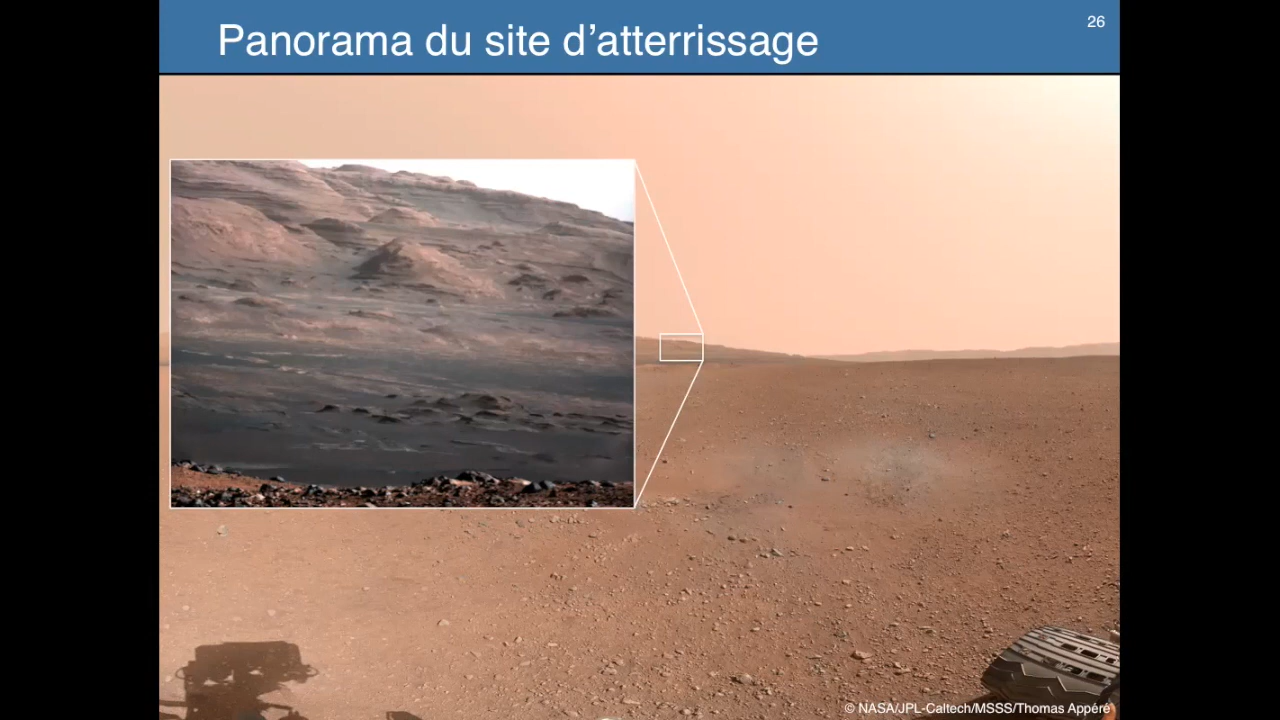 Panorama du site d’atterrissage
26
© NASA/JPL-Caltech/MSSS/Thomas Appéré